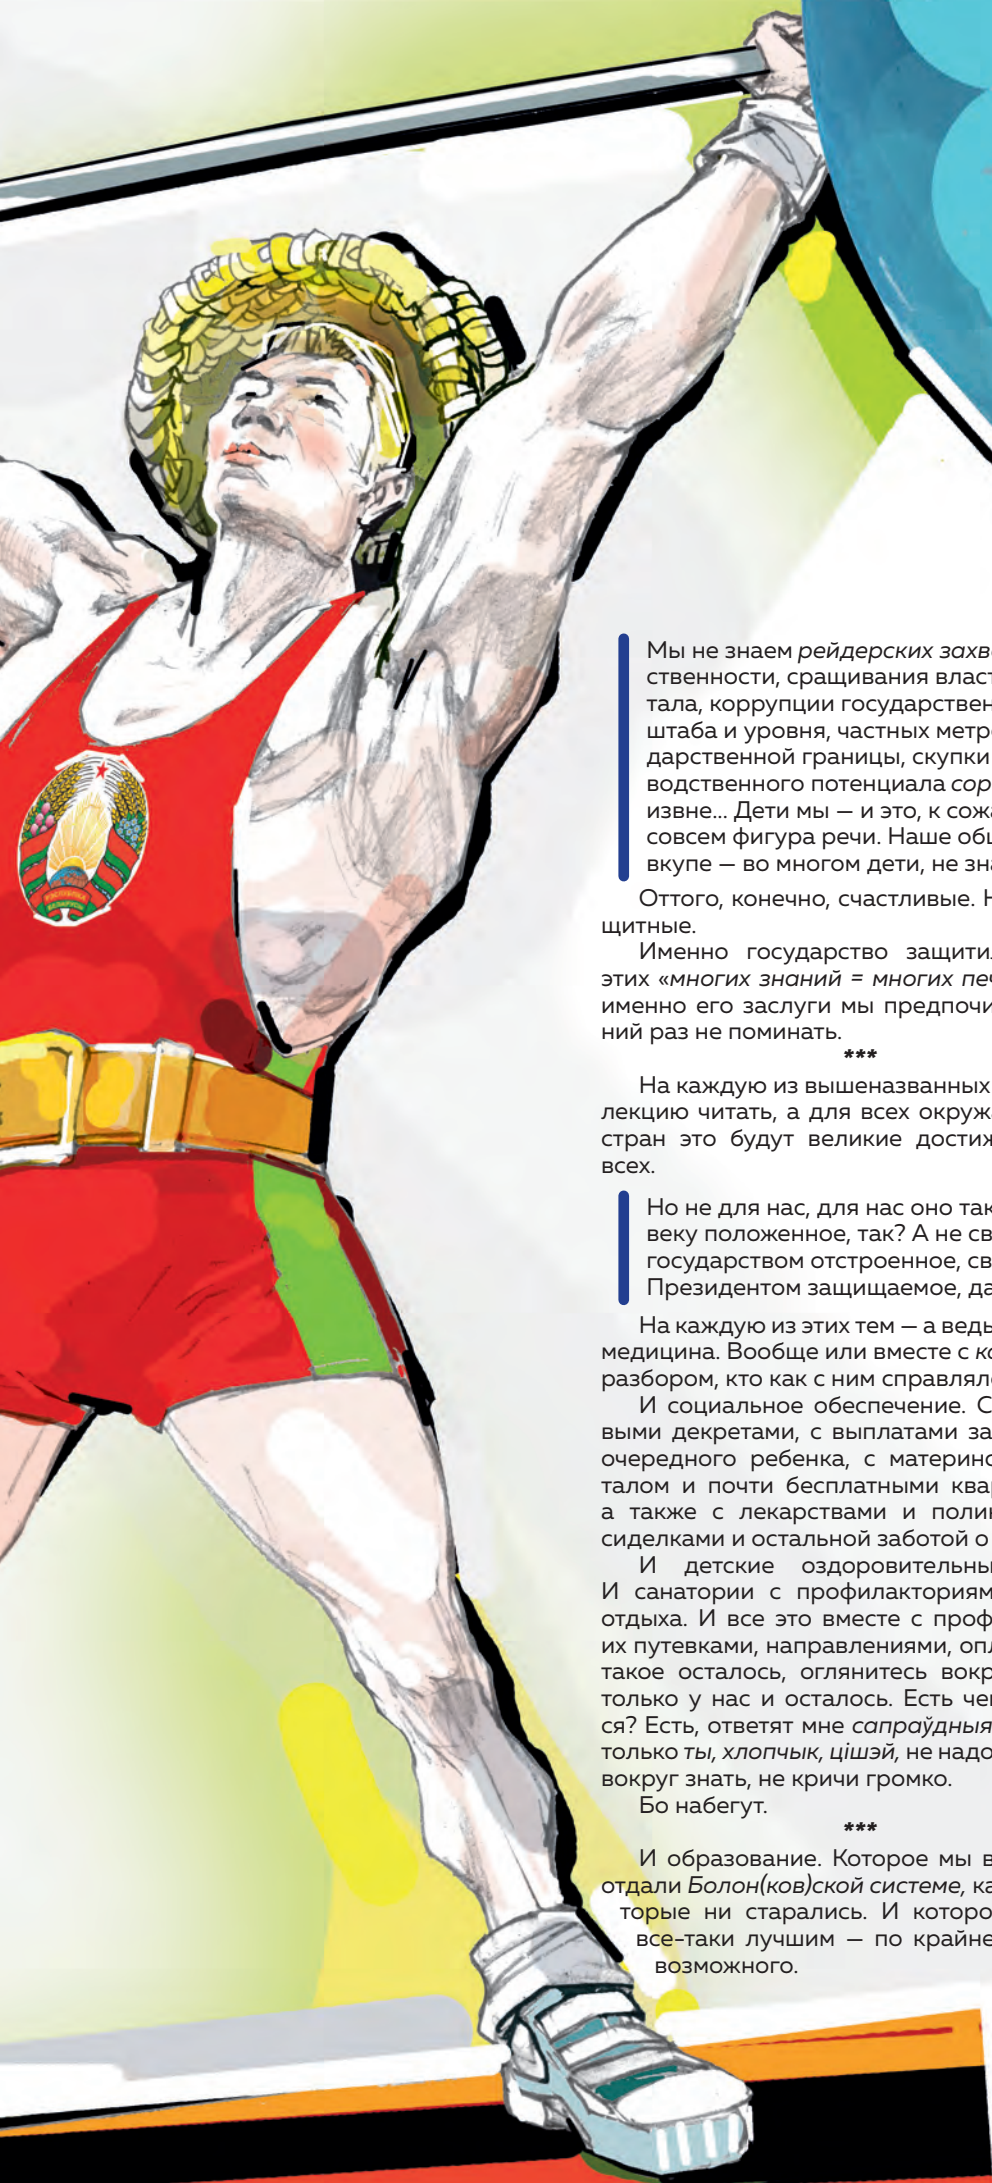 РЭСПУБЛІКА
БЕЛАРУСЬ
Мы не знаем рейдерских захв
ственности, сращивания власт
тала, коррупции государствен
штаба и уровня, частных метр
дарственной границы, скупки
водственного потенциала сор
извне... Дети мы — и это, к сожа
совсем фигура речи. Наше общ
вкупе — во многом дети, не зна
Оттого, конечно, счастливые. Н
щитные.
Именно государство защити
этих «многих знаний = многих печ
именно его заслуги мы предпочи
ний раз не поминать.
***
На каждую из вышеназванных
лекцию читать, а для всех окруж
стран это будут великие достиж
всех.
Но не для нас, для нас оно так
веку положенное, так? А не св
государством отстроенное, св
Президентом защищаемое, да
На каждую из этих тем — а ведь
медицина. Вообще или вместе с ко
разбором, кто как с ним справлял
И социальное обеспечение. С
выми декретами, с выплатами за
очередного ребенка, с материнс
талом и почти бесплатными квар
а также с лекарствами и полин
сиделками и остальной заботой о
И детские оздоровительны
И санатории с профилакториям
отдыха. И все это вместе с проф
их путевками, направлениями, опл
такое осталось, оглянитесь вокр
только у нас и осталось. Есть чем
ся? Есть, ответят мне сапраўдныя
только ты, хлопчык, цішэй, не надо
вокруг знать, не кричи громко.
Бо набегут.
***
И образование. Которое мы в
отдали Болон(ков)ской системе, ка
торые ни старались. И которо
все-таки лучшим — по крайне
возможного.